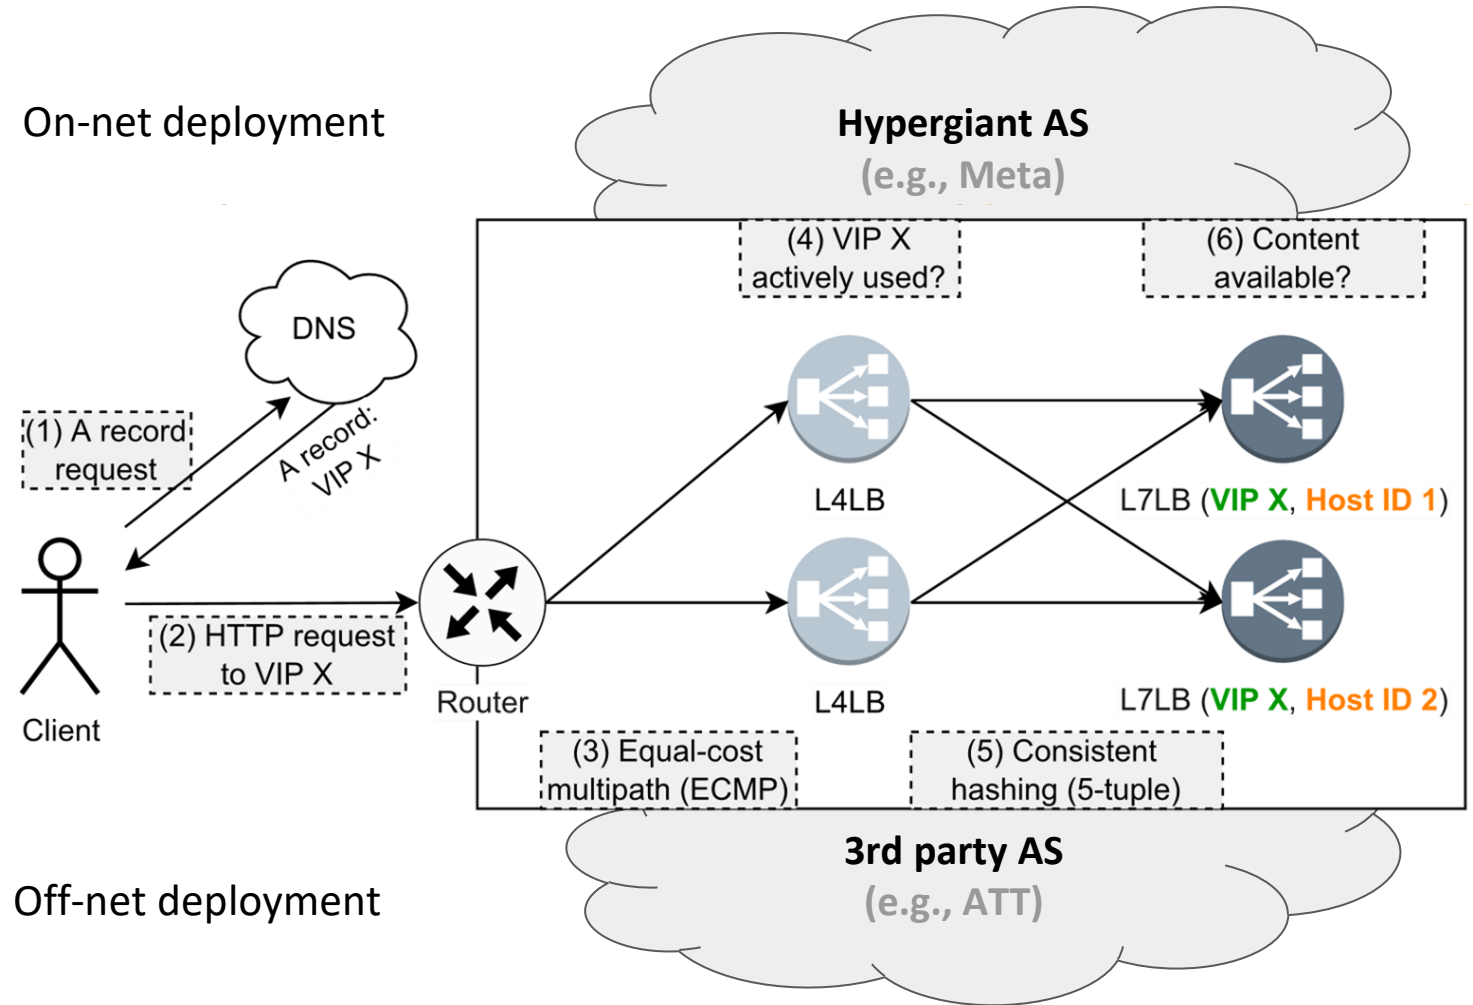 On-net deployment
Hypergiant AS
(e.g., Meta)
(4) VIP X
actively used?
(6) Content
available?
DNS
(1) A record
request
A record:
VIP X
L4LB
L7LB (VIP X, Host ID 1)
(2) HTTP request
to VIP X
Client
Router
L4LB
L7LB (VIP X, Host ID 2)
(3) Equal-cost
multipath (ECMP)
(5) Consistent
hashing (5-tuple)
3rd party AS
(e.g., ATT)
Off-net deployment